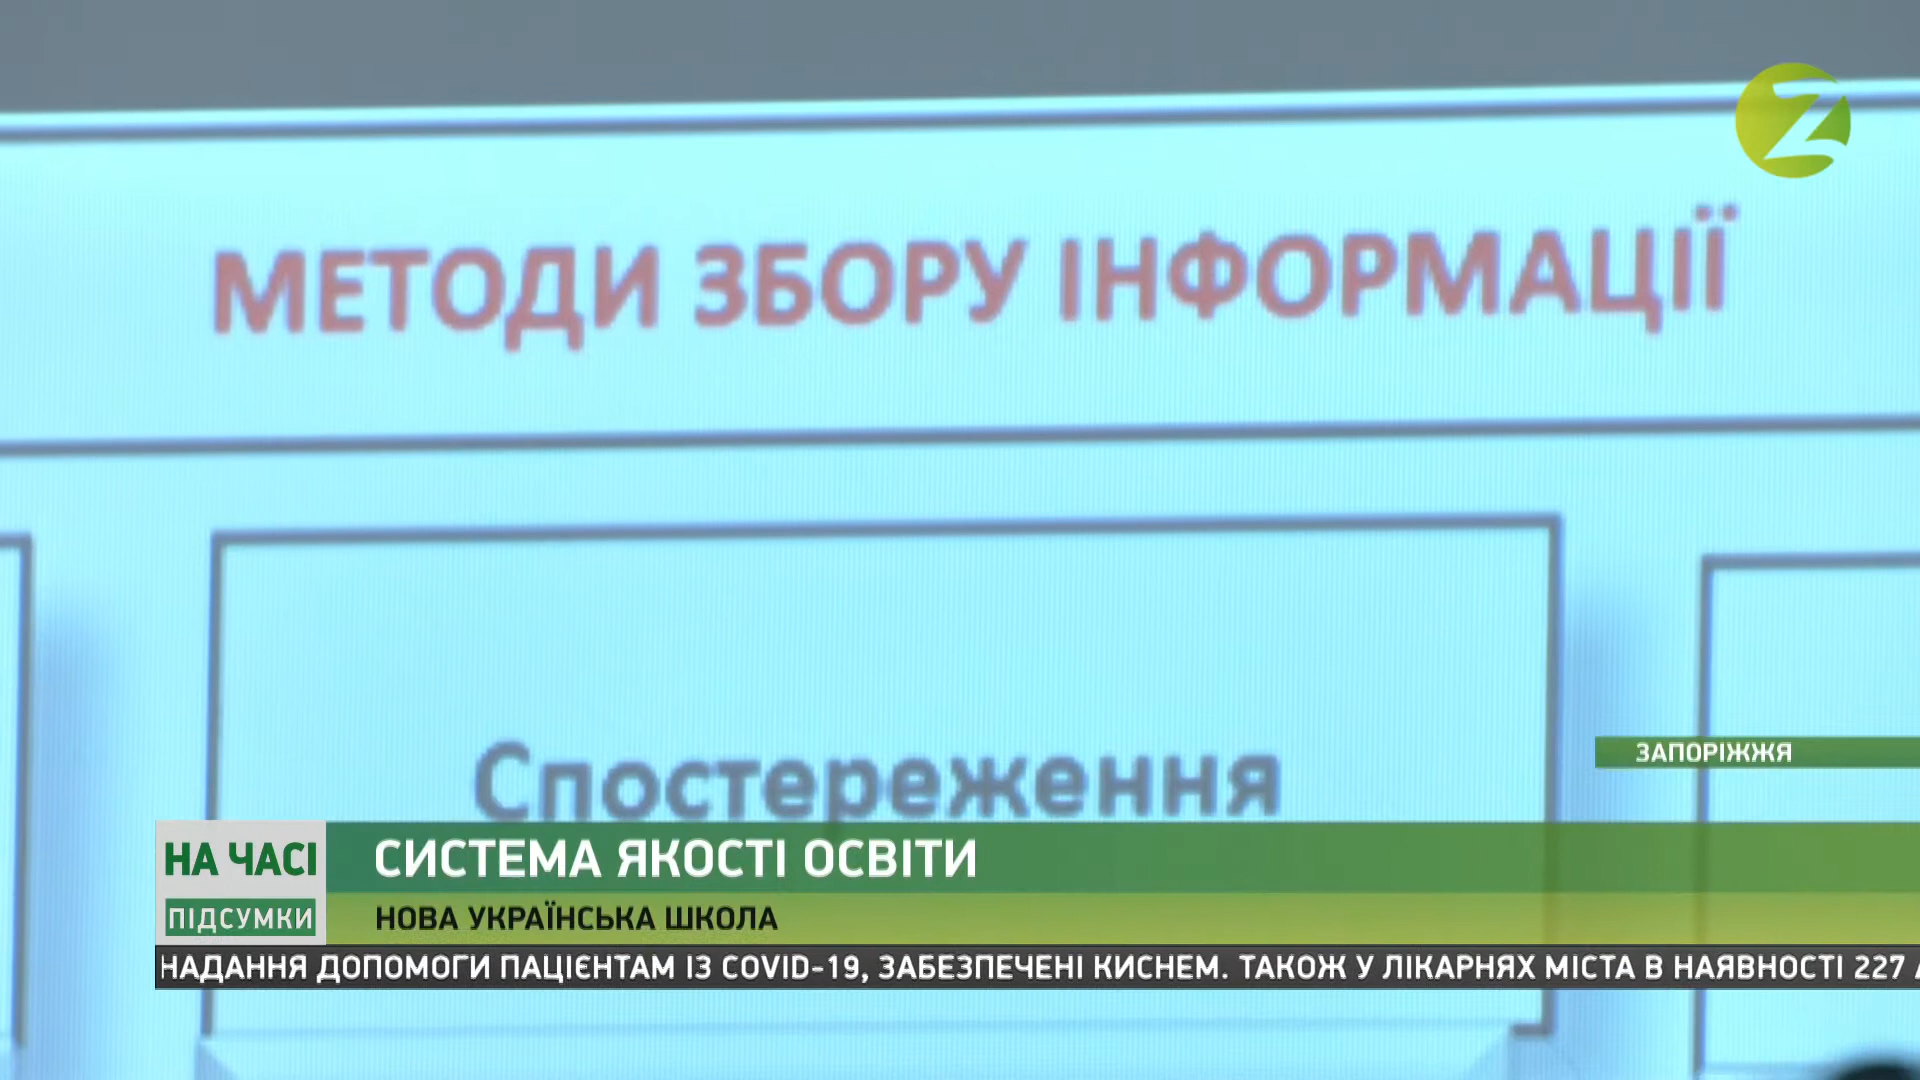 МЕТОДИ ЗБОРУ ІНФОРМАЦІЇ
Спостереження
ЗАПОРІЖЖЯ
НА ЧАСІ
ПІДСУМКИ
СИСТЕМА ЯКОСТІ ОСВІТИ
НОВА УКРАЇНСЬКА ШКОЛА
НАДАННЯ ДОПОМОГИ ПАЦІЄНТАМ ІЗ COVID-19, ЗАБЕЗПЕЧЕНІ КИСНЕМ. ТАКОЖ У ЛІКАРНЯХ МІСТА В НАЯВНОСТІ 227